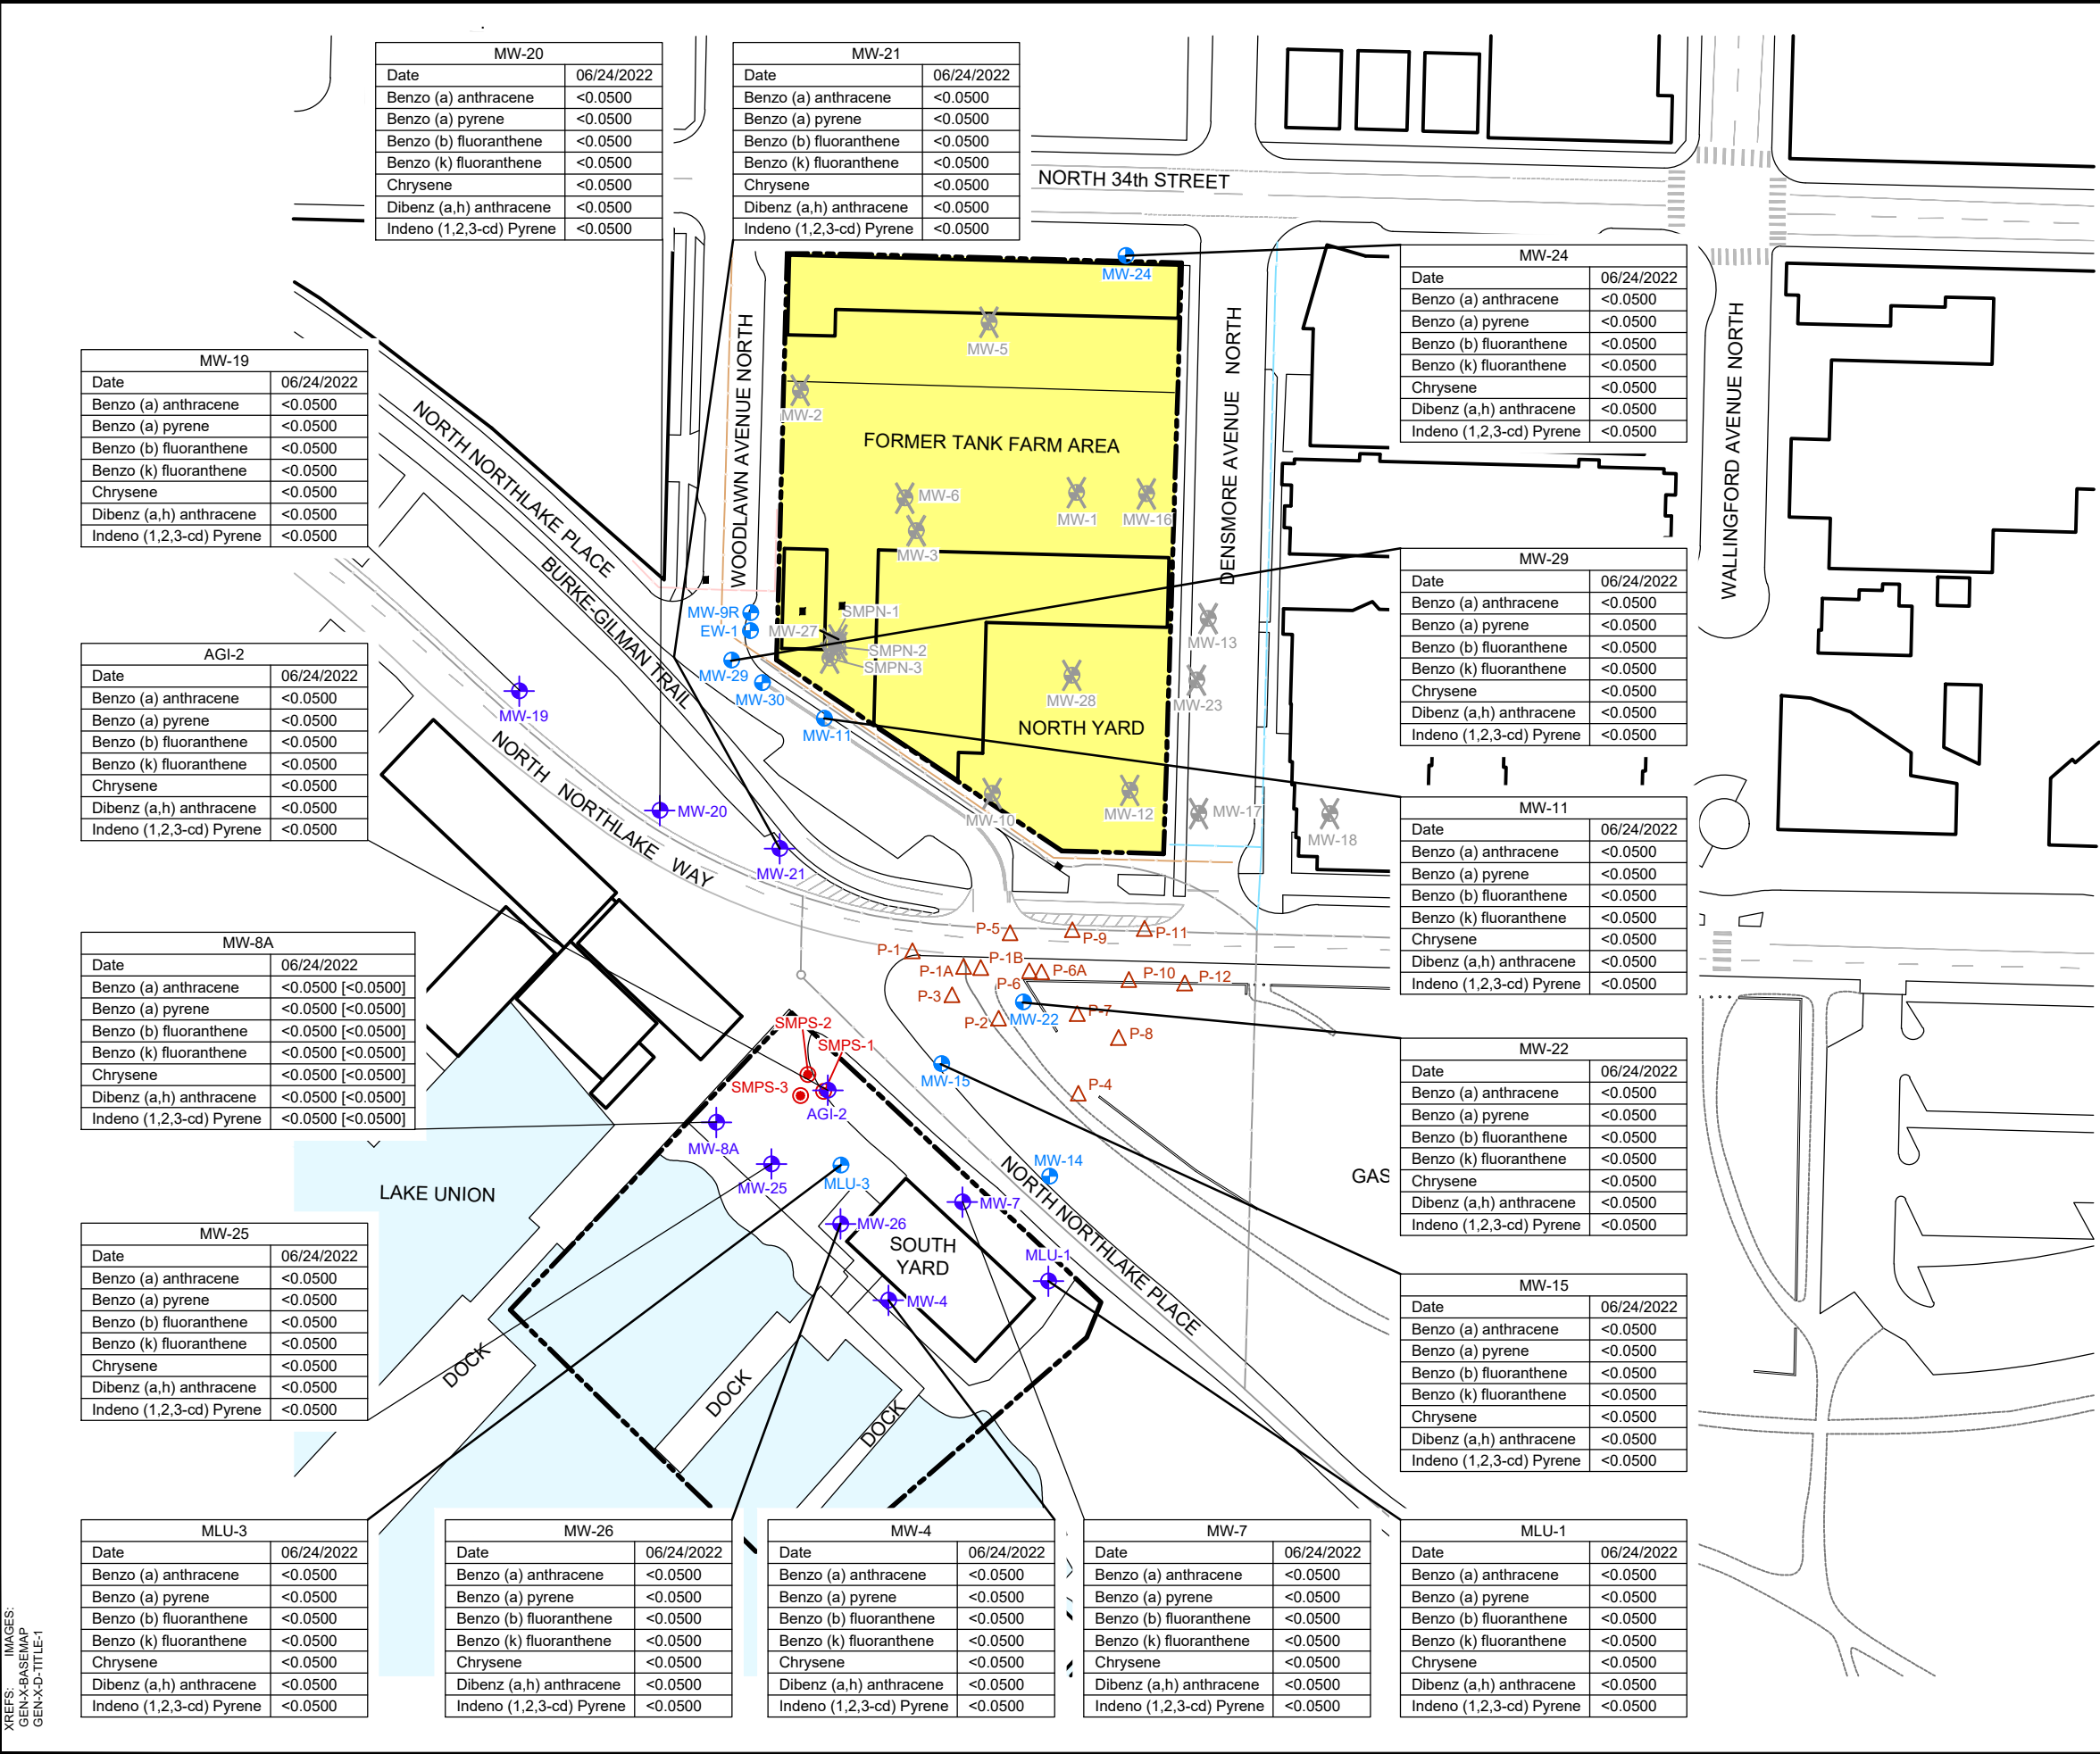 MW-20
Date 06/24/2022
Benzo (a) anthracene <0.0500
Benzo (a) pyrene <0.0500
Benzo (b) fluoranthene <0.0500
Benzo (k) fluoranthene <0.0500
Chrysene <0.0500
Dibenz (a,h) anthracene <0.0500
Indeno (1,2,3-cd) Pyrene <0.0500
MW-21
Date 06/24/2022
Benzo (a) anthracene <0.0500
Benzo (a) pyrene <0.0500
Benzo (b) fluoranthene <0.0500
Benzo (k) fluoranthene <0.0500
Chrysene <0.0500
Dibenz (a,h) anthracene <0.0500
Indeno (1,2,3-cd) Pyrene <0.0500
NORTH 34th STREET
MW-24
MW-24
Date 06/24/2022
Benzo (a) anthracene <0.0500
Benzo (a) pyrene <0.0500
Benzo (b) fluoranthene <0.0500
Benzo (k) fluoranthene <0.0500
Chrysene <0.0500
Dibenz (a,h) anthracene <0.0500
Indeno (1,2,3-cd) Pyrene <0.0500
MW-19
Date 06/24/2022
Benzo (a) anthracene <0.0500
Benzo (a) pyrene <0.0500
Benzo (b) fluoranthene <0.0500
Benzo (k) fluoranthene <0.0500
Chrysene <0.0500
Dibenz (a,h) anthracene <0.0500
Indeno (1,2,3-cd) Pyrene <0.0500
NORTH NORTHLAKE PLACE
BURKE-GILMAN TRAIL
WOODLAWN AVENUE NORTH
DENSMORE AVENUE NORTH
WALLINGFORD AVENUE NORTH
MW-5
MW-2
FORMER TANK FARM AREA
MW-6
MW-1
MW-16
MW-3
MW-29
Date 06/24/2022
Benzo (a) anthracene <0.0500
Benzo (a) pyrene <0.0500
Benzo (b) fluoranthene <0.0500
Benzo (k) fluoranthene <0.0500
Chrysene <0.0500
Dibenz (a,h) anthracene <0.0500
Indeno (1,2,3-cd) Pyrene <0.0500
MW-9R
SMPN-1
EW-1
MW-27
MW-13
SMPN-2
SMPN-3
MW-29
MW-30
MW-28
MW-23
NORTH YARD
MW-11
MW-10
MW-12
MW-17
MW-18
AGI-2
Date 06/24/2022
Benzo (a) anthracene <0.0500
Benzo (a) pyrene <0.0500
Benzo (b) fluoranthene <0.0500
Benzo (k) fluoranthene <0.0500
Chrysene <0.0500
Dibenz (a,h) anthracene <0.0500
Indeno (1,2,3-cd) Pyrene <0.0500
MW-19
NORTH NORTHLAKE WAY
MW-20
MW-21
MW-11
Date 06/24/2022
Benzo (a) anthracene <0.0500
Benzo (a) pyrene <0.0500
Benzo (b) fluoranthene <0.0500
Benzo (k) fluoranthene <0.0500
Chrysene <0.0500
Dibenz (a,h) anthracene <0.0500
Indeno (1,2,3-cd) Pyrene <0.0500
P-5
P-9
P-11
P-1
P-1A
P-1B
P-6
P-6A
P-10
P-12
P-3
P-2
MW-22
P-7
P-8
P-4
MW-8A
Date 06/24/2022
Benzo (a) anthracene <0.0500 [<0.0500]
Benzo (a) pyrene <0.0500 [<0.0500]
Benzo (b) fluoranthene <0.0500 [<0.0500]
Benzo (k) fluoranthene <0.0500 [<0.0500]
Chrysene <0.0500 [<0.0500]
Dibenz (a,h) anthracene <0.0500 [<0.0500]
Indeno (1,2,3-cd) Pyrene <0.0500 [<0.0500]
SMPS-2
SMPS-1
SMPS-3
AGI-2
MW-15
MW-8A
MW-25
MLU-3
MW-14
MW-7
MW-26
SOUTH
YARD
MLU-1
MW-4
NORTH NORTHLAKE PLACE
GAS
LAKE UNION
DOCK
DOCK
DOCK
MW-22
Date 06/24/2022
Benzo (a) anthracene <0.0500
Benzo (a) pyrene <0.0500
Benzo (b) fluoranthene <0.0500
Benzo (k) fluoranthene <0.0500
Chrysene <0.0500
Dibenz (a,h) anthracene <0.0500
Indeno (1,2,3-cd) Pyrene <0.0500
MW-25
Date 06/24/2022
Benzo (a) anthracene <0.0500
Benzo (a) pyrene <0.0500
Benzo (b) fluoranthene <0.0500
Benzo (k) fluoranthene <0.0500
Chrysene <0.0500
Dibenz (a,h) anthracene <0.0500
Indeno (1,2,3-cd) Pyrene <0.0500
MW-15
Date 06/24/2022
Benzo (a) anthracene <0.0500
Benzo (a) pyrene <0.0500
Benzo (b) fluoranthene <0.0500
Benzo (k) fluoranthene <0.0500
Chrysene <0.0500
Dibenz (a,h) anthracene <0.0500
Indeno (1,2,3-cd) Pyrene <0.0500
MLU-3
Date 06/24/2022
Benzo (a) anthracene <0.0500
Benzo (a) pyrene <0.0500
Benzo (b) fluoranthene <0.0500
Benzo (k) fluoranthene <0.0500
Chrysene <0.0500
Dibenz (a,h) anthracene <0.0500
Indeno (1,2,3-cd) Pyrene <0.0500
MW-26
Date 06/24/2022
Benzo (a) anthracene <0.0500
Benzo (a) pyrene <0.0500
Benzo (b) fluoranthene <0.0500
Benzo (k) fluoranthene <0.0500
Chrysene <0.0500
Dibenz (a,h) anthracene <0.0500
Indeno (1,2,3-cd) Pyrene <0.0500
MW-4
Date 06/24/2022
Benzo (a) anthracene <0.0500
Benzo (a) pyrene <0.0500
Benzo (b) fluoranthene <0.0500
Benzo (k) fluoranthene <0.0500
Chrysene <0.0500
Dibenz (a,h) anthracene <0.0500
Indeno (1,2,3-cd) Pyrene <0.0500
MW-7
Date 06/24/2022
Benzo (a) anthracene <0.0500
Benzo (a) pyrene <0.0500
Benzo (b) fluoranthene <0.0500
Benzo (k) fluoranthene <0.0500
Chrysene <0.0500
Dibenz (a,h) anthracene <0.0500
Indeno (1,2,3-cd) Pyrene <0.0500
MLU-1
Date 06/24/2022
Benzo (a) anthracene <0.0500
Benzo (a) pyrene <0.0500
Benzo (b) fluoranthene <0.0500
Benzo (k) fluoranthene <0.0500
Chrysene <0.0500
Dibenz (a,h) anthracene <0.0500
Indeno (1,2,3-cd) Pyrene <0.0500
XREFS: IMAGES:
GEN-X-BASEMAP
GEN-X-D-TITLE-1